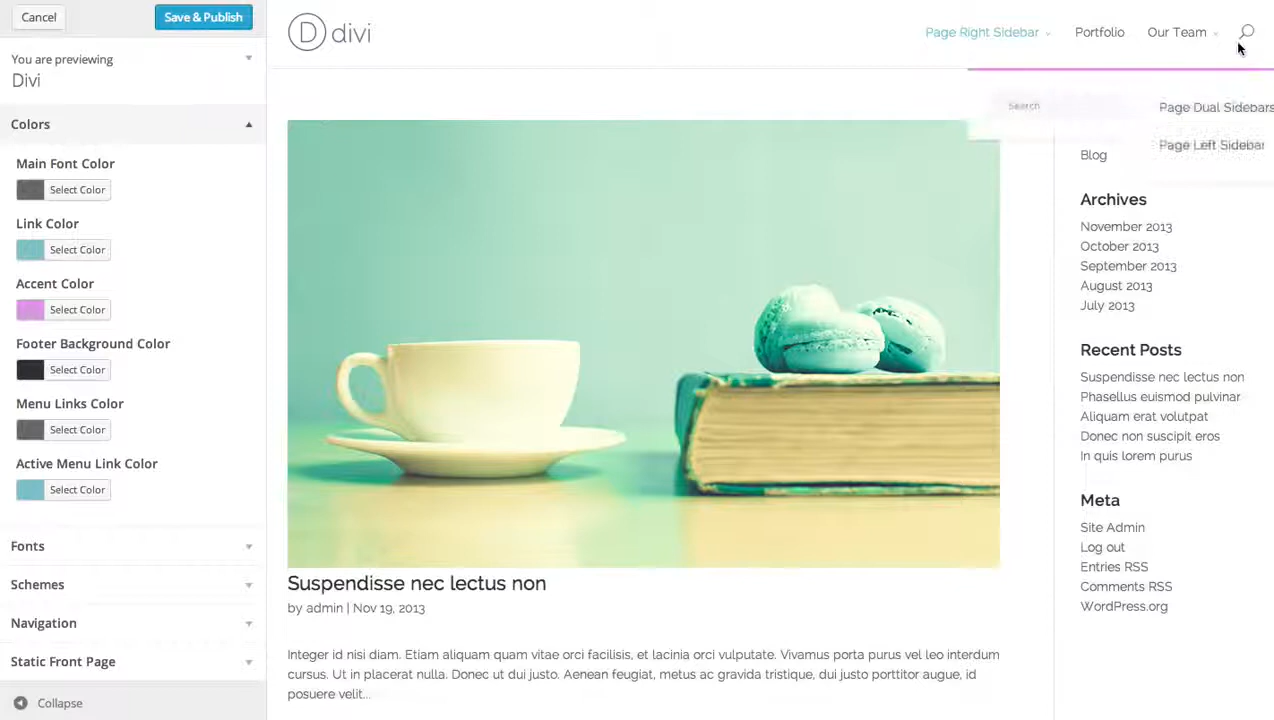 Cancel
Save & Publish
You are previewing
Divi
Colors
Main Font Color
Select Color
Link Color
Select Color
Accent Color
Select Color
Footer Background Color
Select Color
Menu Links Color
Select Color
Active Menu Link Color
Select Color
Fonts
Schemes
Navigation
Static Front Page
Collapse
D divi
Page Right Sidebar
Portfolio
Our Team
Search
Page Dual Sidebars
Page Left Sidebar
Suspendisse nec lectus non
by admin | Nov 19, 2013
Integer id nisi diam. Etiam aliquam quam vitae orci facilisis, et lacinia orci vulputate. Vivamus porta purus vel leo interdum
cursus. Ut in placerat nulla. Donec ut dui justo. Aenean feugiat, metus ac gravida tristique, dui justo porttitor augue, id
posuere velit...
Blog
Archives
November 2013
October 2013
September 2013
August 2013
July 2013
Recent Posts
Suspendisse nec lectus non
Phasellus euismod pulvinar
Aliquam erat volutpat
Donec non suscipit eros
In quis lorem purus
Meta
Site Admin
Log out
Entries RSS
Comments RSS
WordPress.org